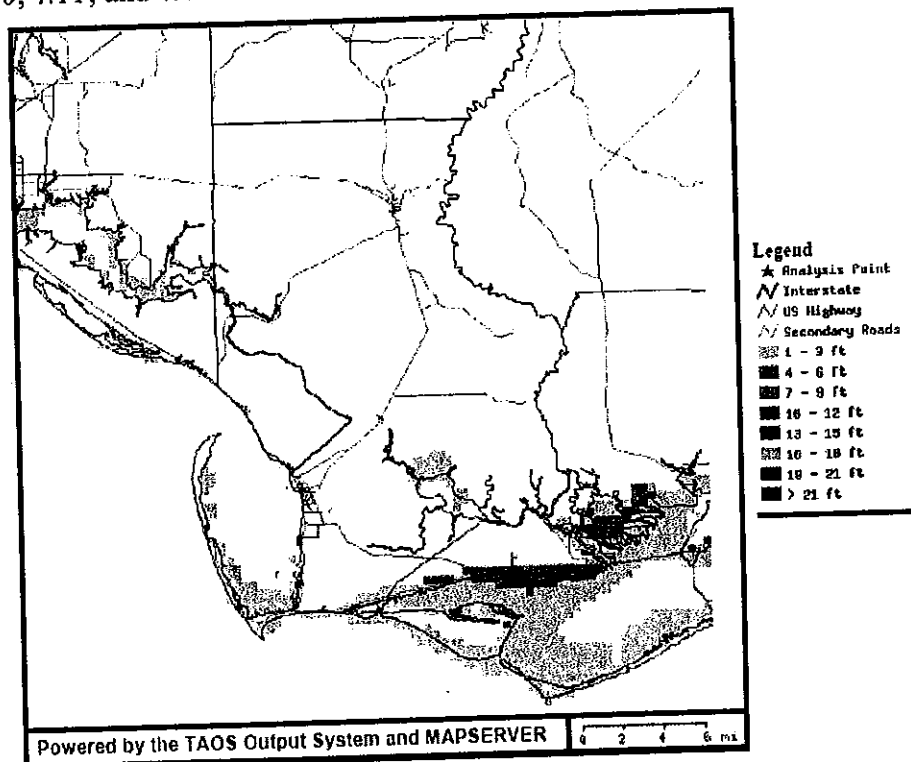 Legend
Analysis Point
Interstate
US Highway
Secondary Roads
1 - 3 ft
4 - 6 ft
7 - 9 ft
10 - 12 ft
13 - 15 ft
16 - 18 ft
19 - 21 ft
> 21 ft
Powered by the TAOS Output System and MAPSERVER
0 2 4 6 mi